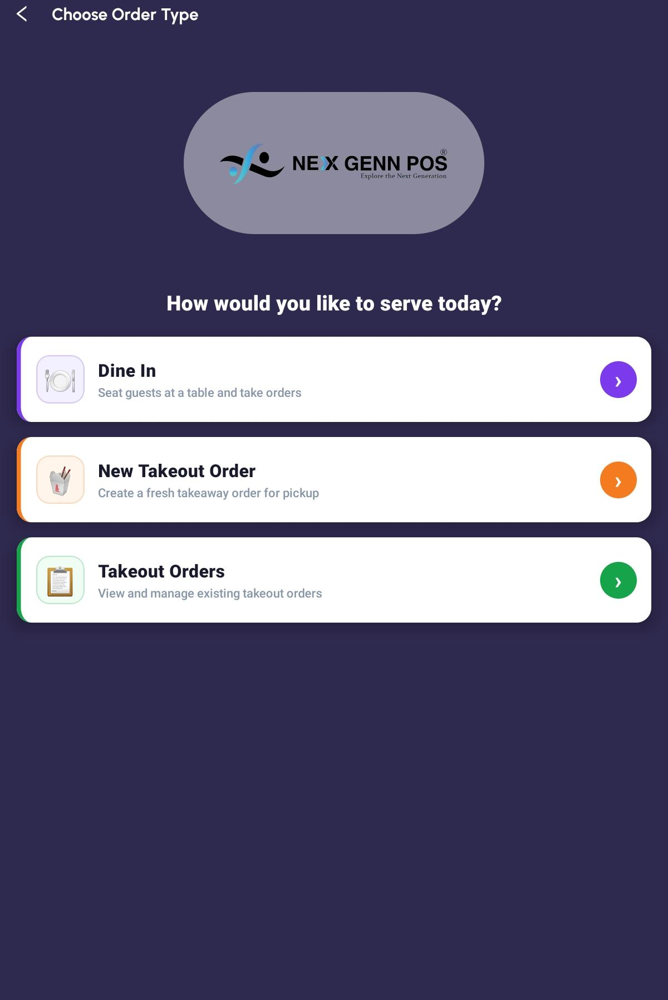 Choose Order Type
NEXX GENN POS®
Explore the Next Generation
How would you like to serve today?
Dine In
Seat guests at a table and take orders
New Takeout Order
Create a fresh takeaway order for pickup
Takeout Orders
View and manage existing takeout orders